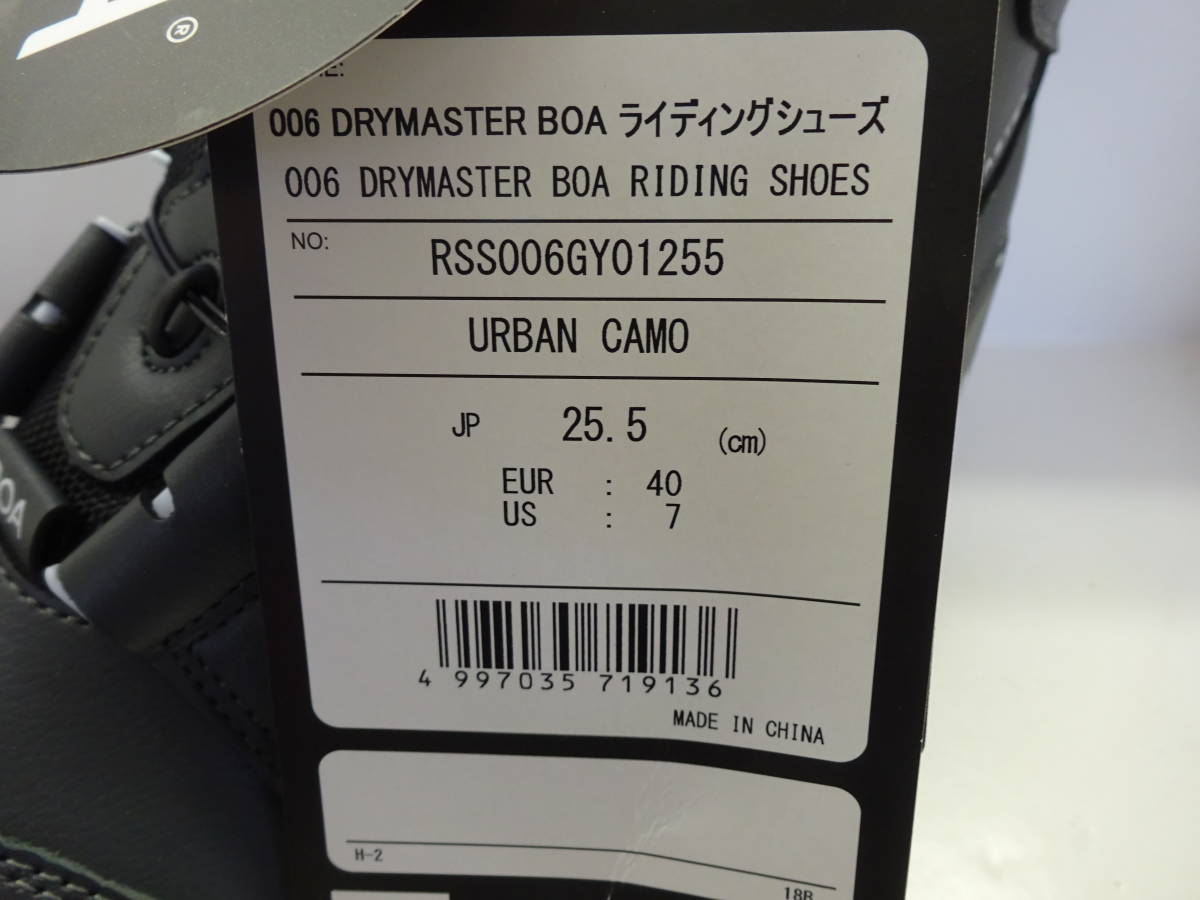 ®
006 DRYMASTER BOA ライディングシューズ
006 DRYMASTER BOA RIDING SHOES
NO: RSS006GY01255
URBAN CAMO
JP 25.5 (cm)
EUR : 40
US : 7
4 997035 719136
MADE IN CHINA
H-2
18B